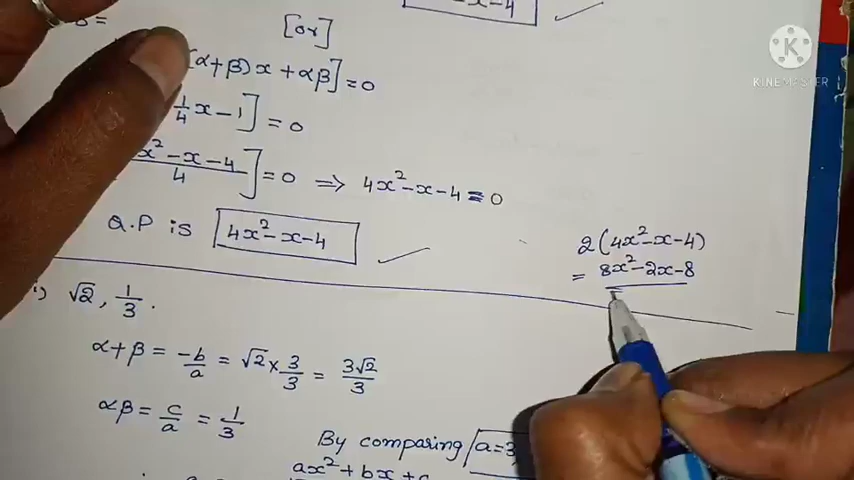 x-4
[or]
(α+β)x + αβ] = 0
1/4 x - 1] = 0
x² - x - 4 / 4 ] = 0 ⇒ 4x² - x - 4 = 0
Q.P is 4x² - x - 4 ✓
2(4x² - x - 4)
= 8x² - 2x - 8
i) √2, 1/3.
α+β = -b/a = √2 × 3/3 = 3√2/3
αβ = c/a = 1/3
By comparing a = 3
ax² + bx + c
K
KINEMASTER